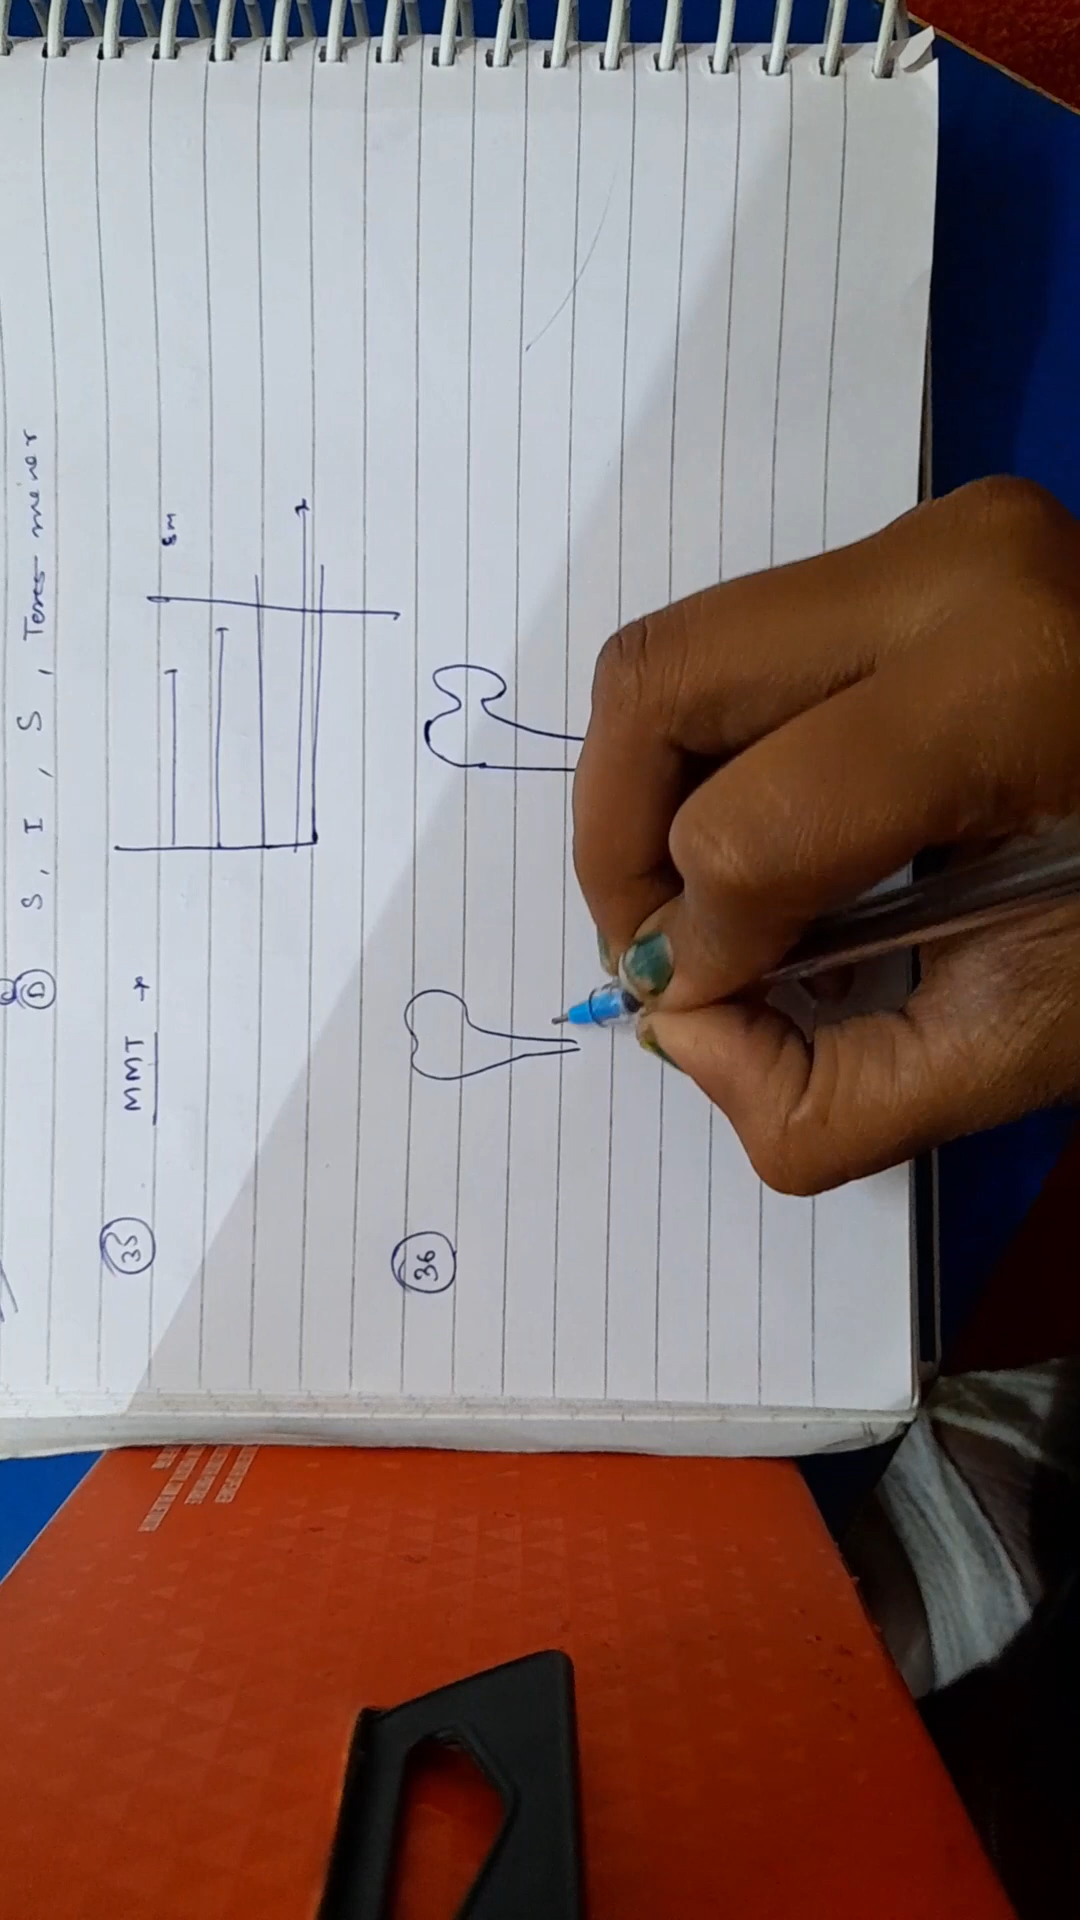 D S, I, S, Teres minor
35 MMT →
5m
36